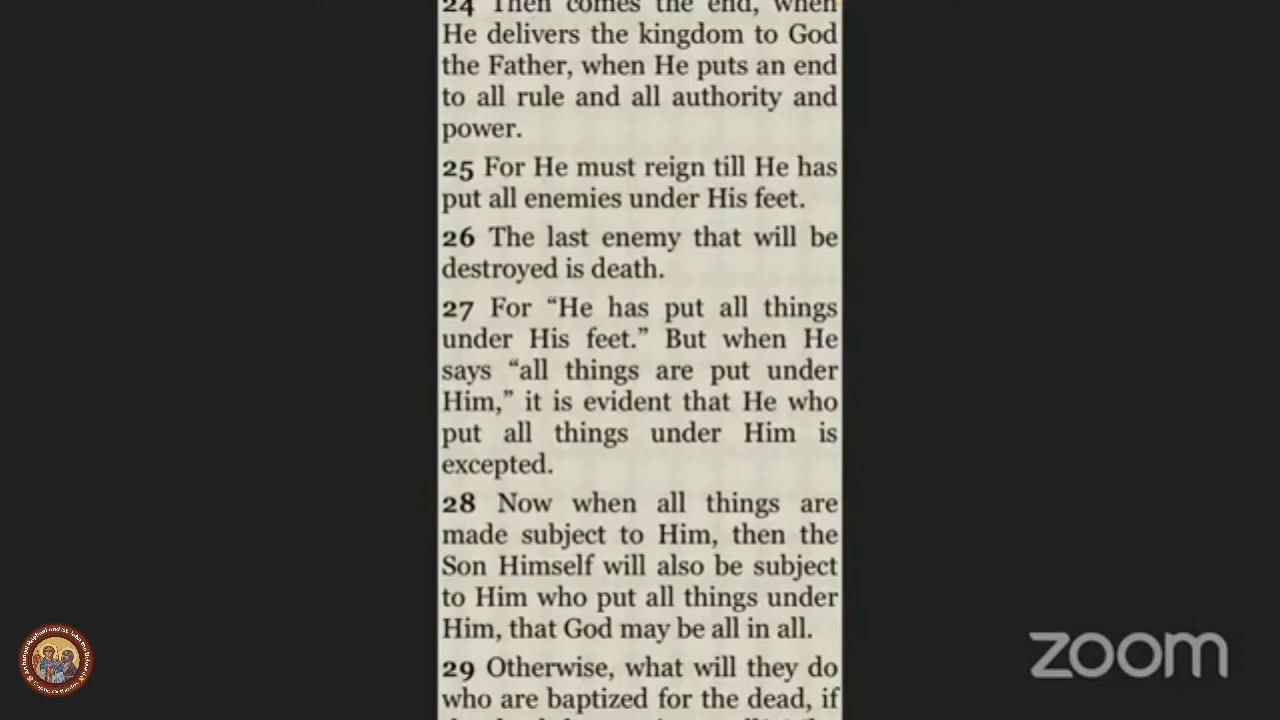 24 Then comes the end, when
He delivers the kingdom to God
the Father, when He puts an end
to all rule and all authority and
power.
25 For He must reign till He has
put all enemies under His feet.
26 The last enemy that will be
destroyed is death.
27 For “He has put all things
under His feet.” But when He
says “all things are put under
Him,” it is evident that He who
put all things under Him is
excepted.
28 Now when all things are
made subject to Him, then the
Son Himself will also be subject
to Him who put all things under
Him, that God may be all in all.
29 Otherwise, what will they do
who are baptized for the dead, if
zoom